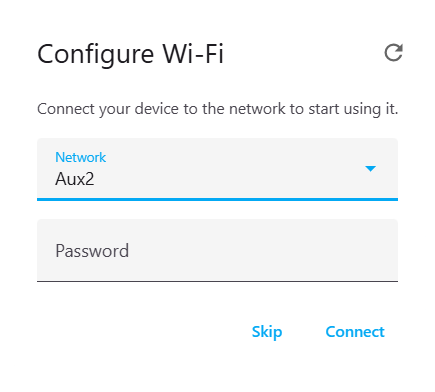 Configure Wi-Fi
Connect your device to the network to start using it.
Network
Aux2
Password
Skip Connect